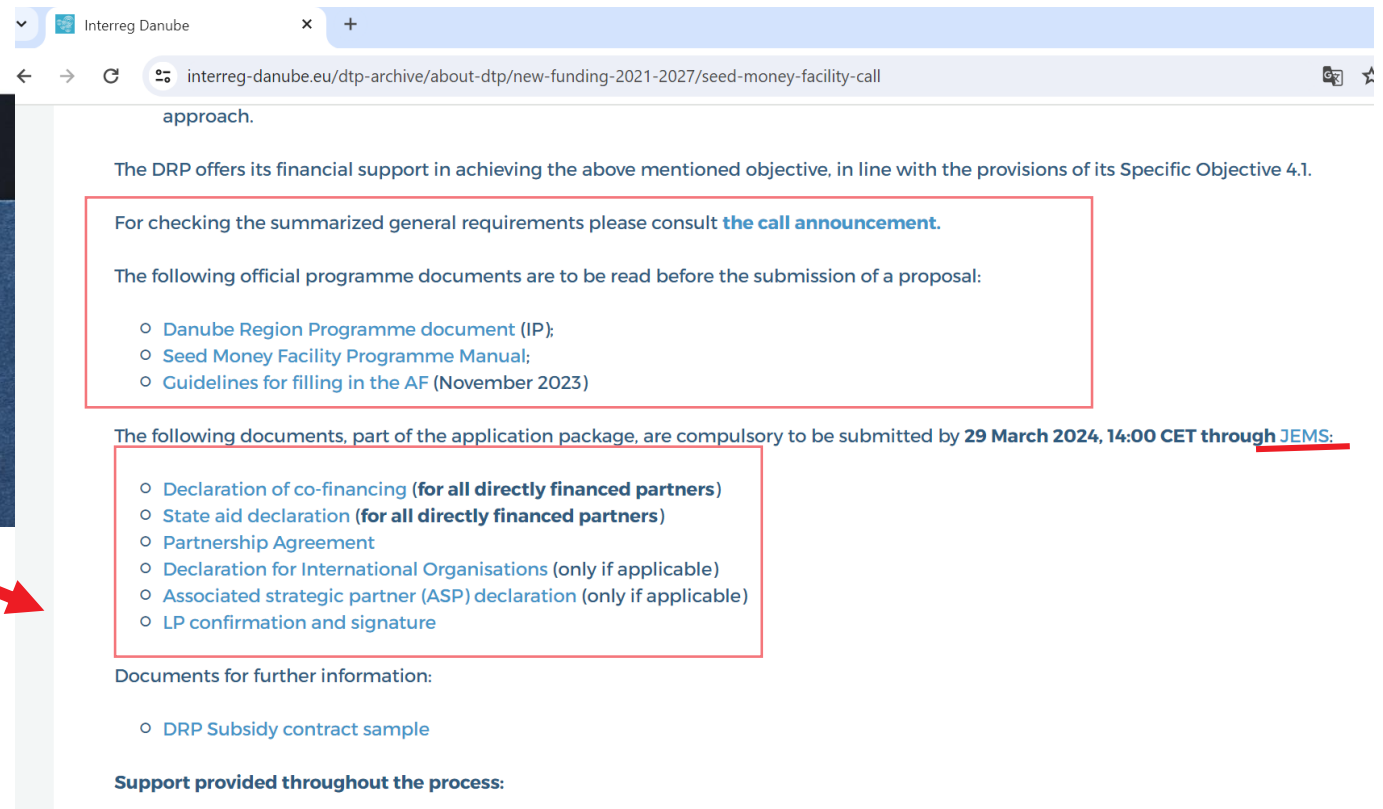 Interreg Danube
interreg-danube.eu/dtp-archive/about-dtp/new-funding-2021-2027/seed-money-facility-call
approach.
The DRP offers its financial support in achieving the above mentioned objective, in line with the provisions of its Specific Objective 4.1.
For checking the summarized general requirements please consult the call announcement.
The following official programme documents are to be read before the submission of a proposal:
Danube Region Programme document (IP);
Seed Money Facility Programme Manual;
Guidelines for filling in the AF (November 2023)
The following documents, part of the application package, are compulsory to be submitted by 29 March 2024, 14:00 CET through JEMS:
Declaration of co-financing (for all directly financed partners)
State aid declaration (for all directly financed partners)
Partnership Agreement
Declaration for International Organisations (only if applicable)
Associated strategic partner (ASP) declaration (only if applicable)
LP confirmation and signature
Documents for further information:
DRP Subsidy contract sample
Support provided throughout the process: